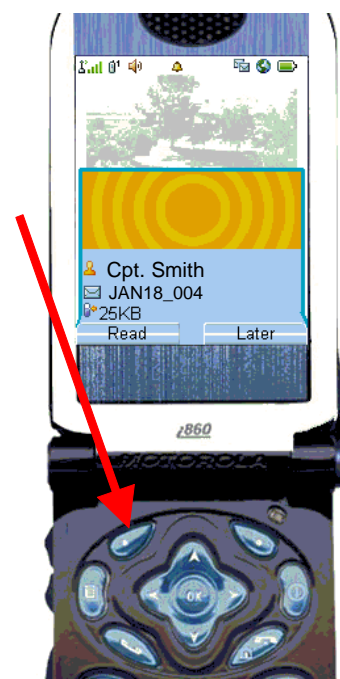 Cpt. Smith
JAN18_004
25KB
Read Later
i860
MOTOROLA
OK